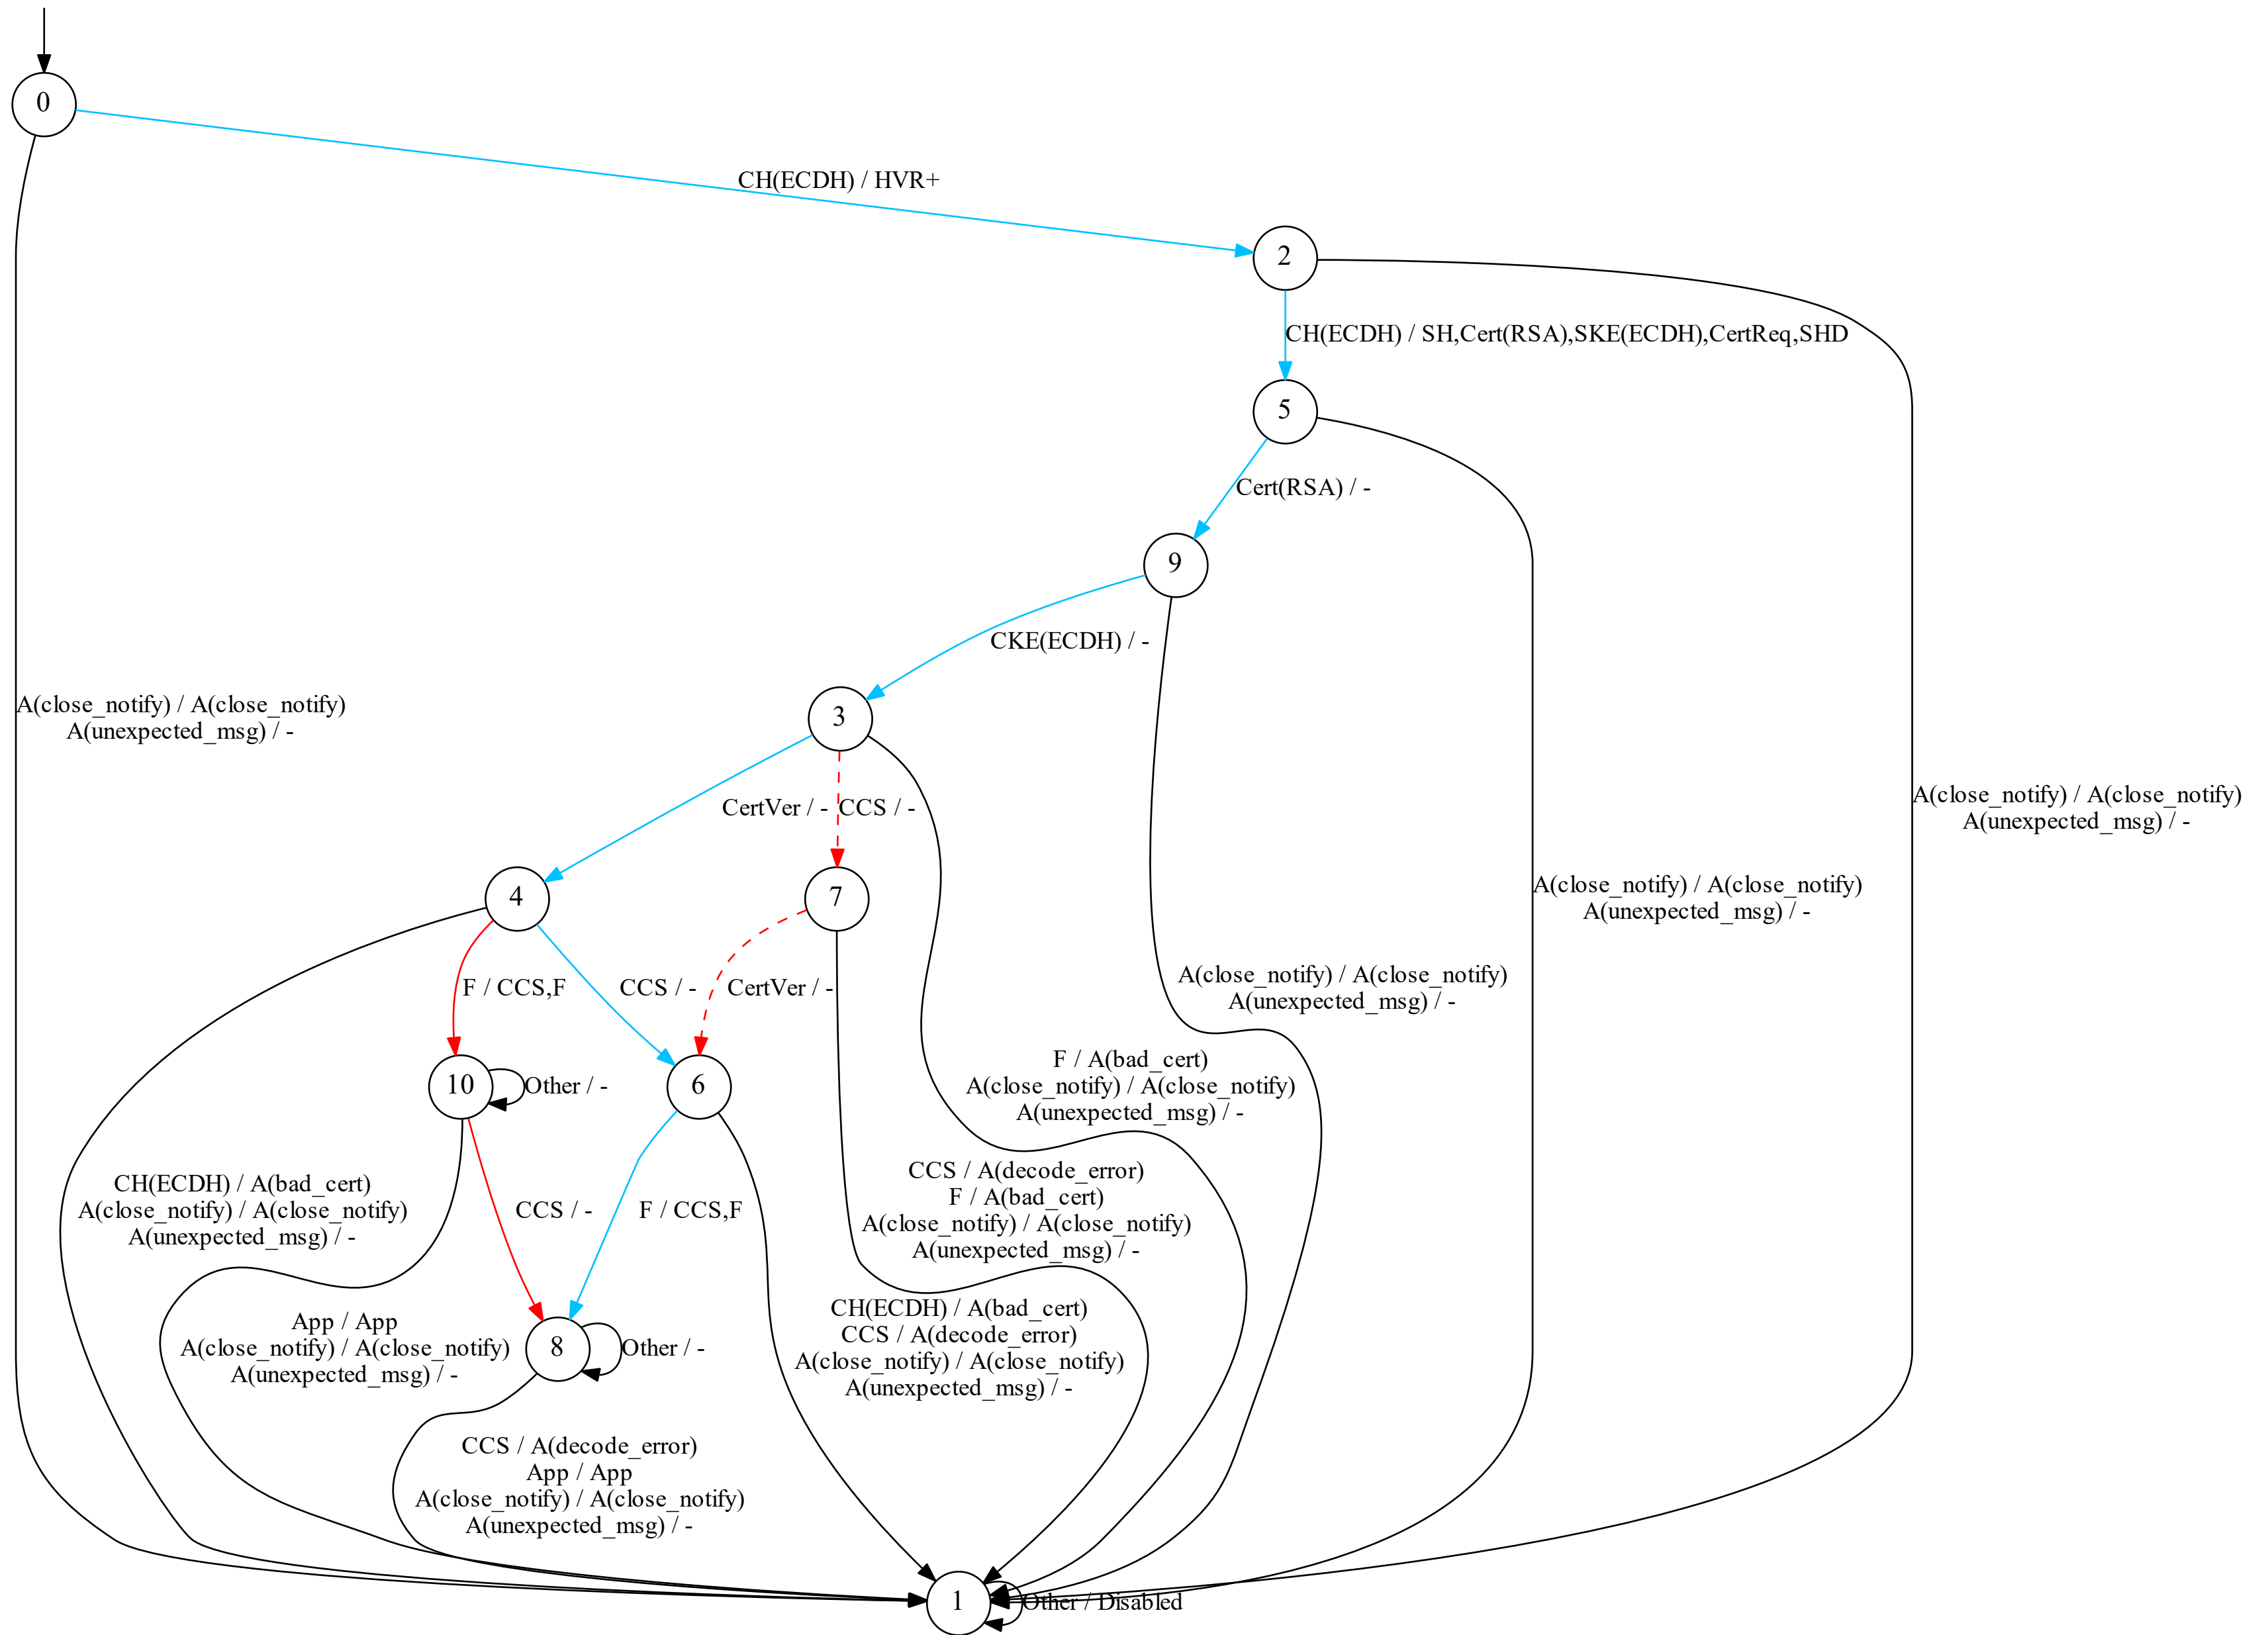 0
CH(ECDH) / HVR+
2
CH(ECDH) / SH,Cert(RSA),SKE(ECDH),CertReq,SHD
5
Cert(RSA) / -
9
CKE(ECDH) / -
A(close_notify) / A(close_notify)
A(unexpected_msg) / -
3
A(close_notify) / A(close_notify)
A(unexpected_msg) / -
CertVer / -
CCS / -
4
7
A(close_notify) / A(close_notify)
A(unexpected_msg) / -
F / CCS,F
CCS / -
CertVer / -
A(close_notify) / A(close_notify)
A(unexpected_msg) / -
10
Other / -
6
F / A(bad_cert)
A(close_notify) / A(close_notify)
A(unexpected_msg) / -
CH(ECDH) / A(bad_cert)
A(close_notify) / A(close_notify)
A(unexpected_msg) / -
CCS / -
F / CCS,F
CCS / A(decode_error)
F / A(bad_cert)
A(close_notify) / A(close_notify)
A(unexpected_msg) / -
App / App
A(close_notify) / A(close_notify)
A(unexpected_msg) / -
8
Other / -
CH(ECDH) / A(bad_cert)
CCS / A(decode_error)
A(close_notify) / A(close_notify)
A(unexpected_msg) / -
CCS / A(decode_error)
App / App
A(close_notify) / A(close_notify)
A(unexpected_msg) / -
1
Other / Disabled